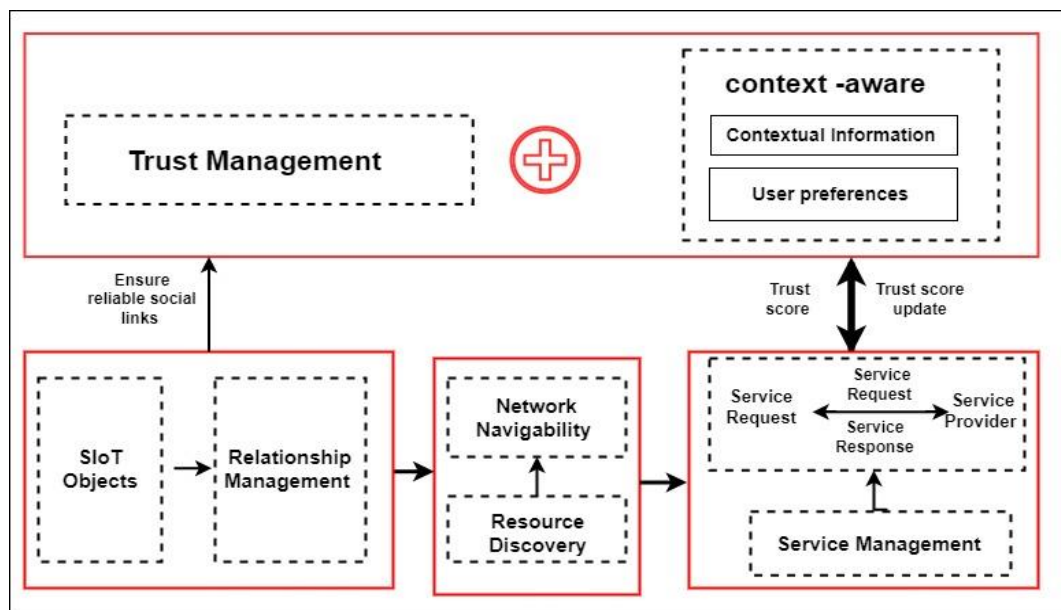 context -aware
Trust Management
Contextual Information
User preferences
Ensure
reliable social
links
Trust
score
Trust score
update
SIoT
Objects
Relationship
Management
Network
Navigability
Resource
Discovery
Service
Request
Service
Request
Service
Response
Service
Provider
Service Management